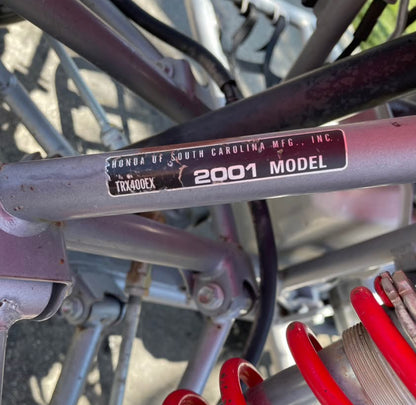 HONDA OF SOUTH CAROLINA MFG., INC.
TRX400EX 2001 MODEL